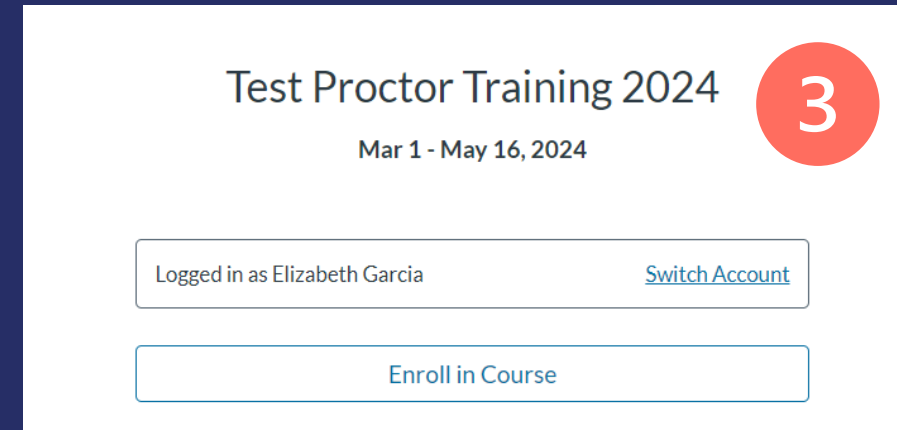 Test Proctor Training 2024
3
Mar 1 - May 16, 2024
Logged in as Elizabeth Garcia
Switch Account
Enroll in Course